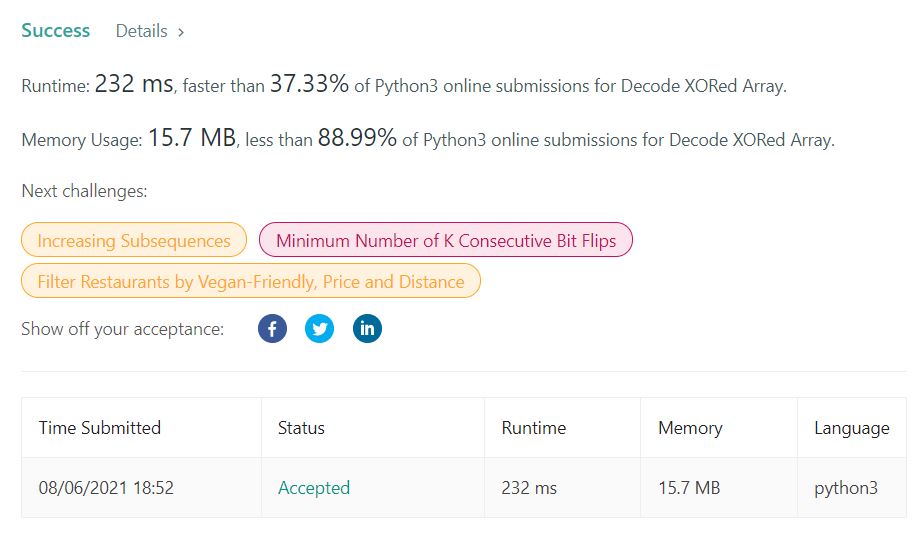 Success Details >
Runtime: 232 ms, faster than 37.33% of Python3 online submissions for Decode XORed Array.
Memory Usage: 15.7 MB, less than 88.99% of Python3 online submissions for Decode XORed Array.
Next challenges:
Increasing Subsequences Minimum Number of K Consecutive Bit Flips
Filter Restaurants by Vegan-Friendly, Price and Distance
Show off your acceptance: f in
Time Submitted Status Runtime Memory Language
08/06/2021 18:52 Accepted 232 ms 15.7 MB python3